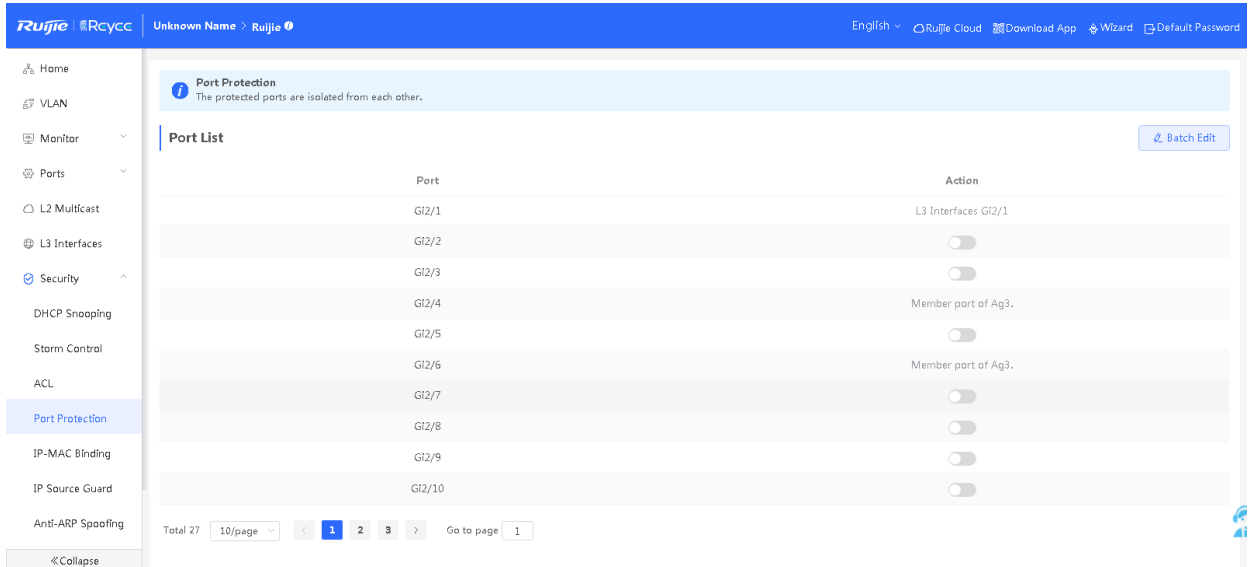 Ruijie Rcycc Unknown Name > Ruijie English Ruijie Cloud Download App Wizard Default Password
Home
VLAN
Monitor
Ports
L2 Multicast
L3 Interfaces
Security
DHCP Snooping
Storm Control
ACL
Port Protection
IP-MAC Binding
IP Source Guard
Anti-ARP Spoofing
«Collapse
Port Protection
The protected ports are isolated from each other.
Port List
Batch Edit
Port Action
Gi2/1 L3 Interfaces Gi2/1
Gi2/2
Gi2/3
Gi2/4 Member port of Ag3.
Gi2/5
Gi2/6 Member port of Ag3.
Gi2/7
Gi2/8
Gi2/9
Gi2/10
Total 27 10/page < 1 2 3 > Go to page 1